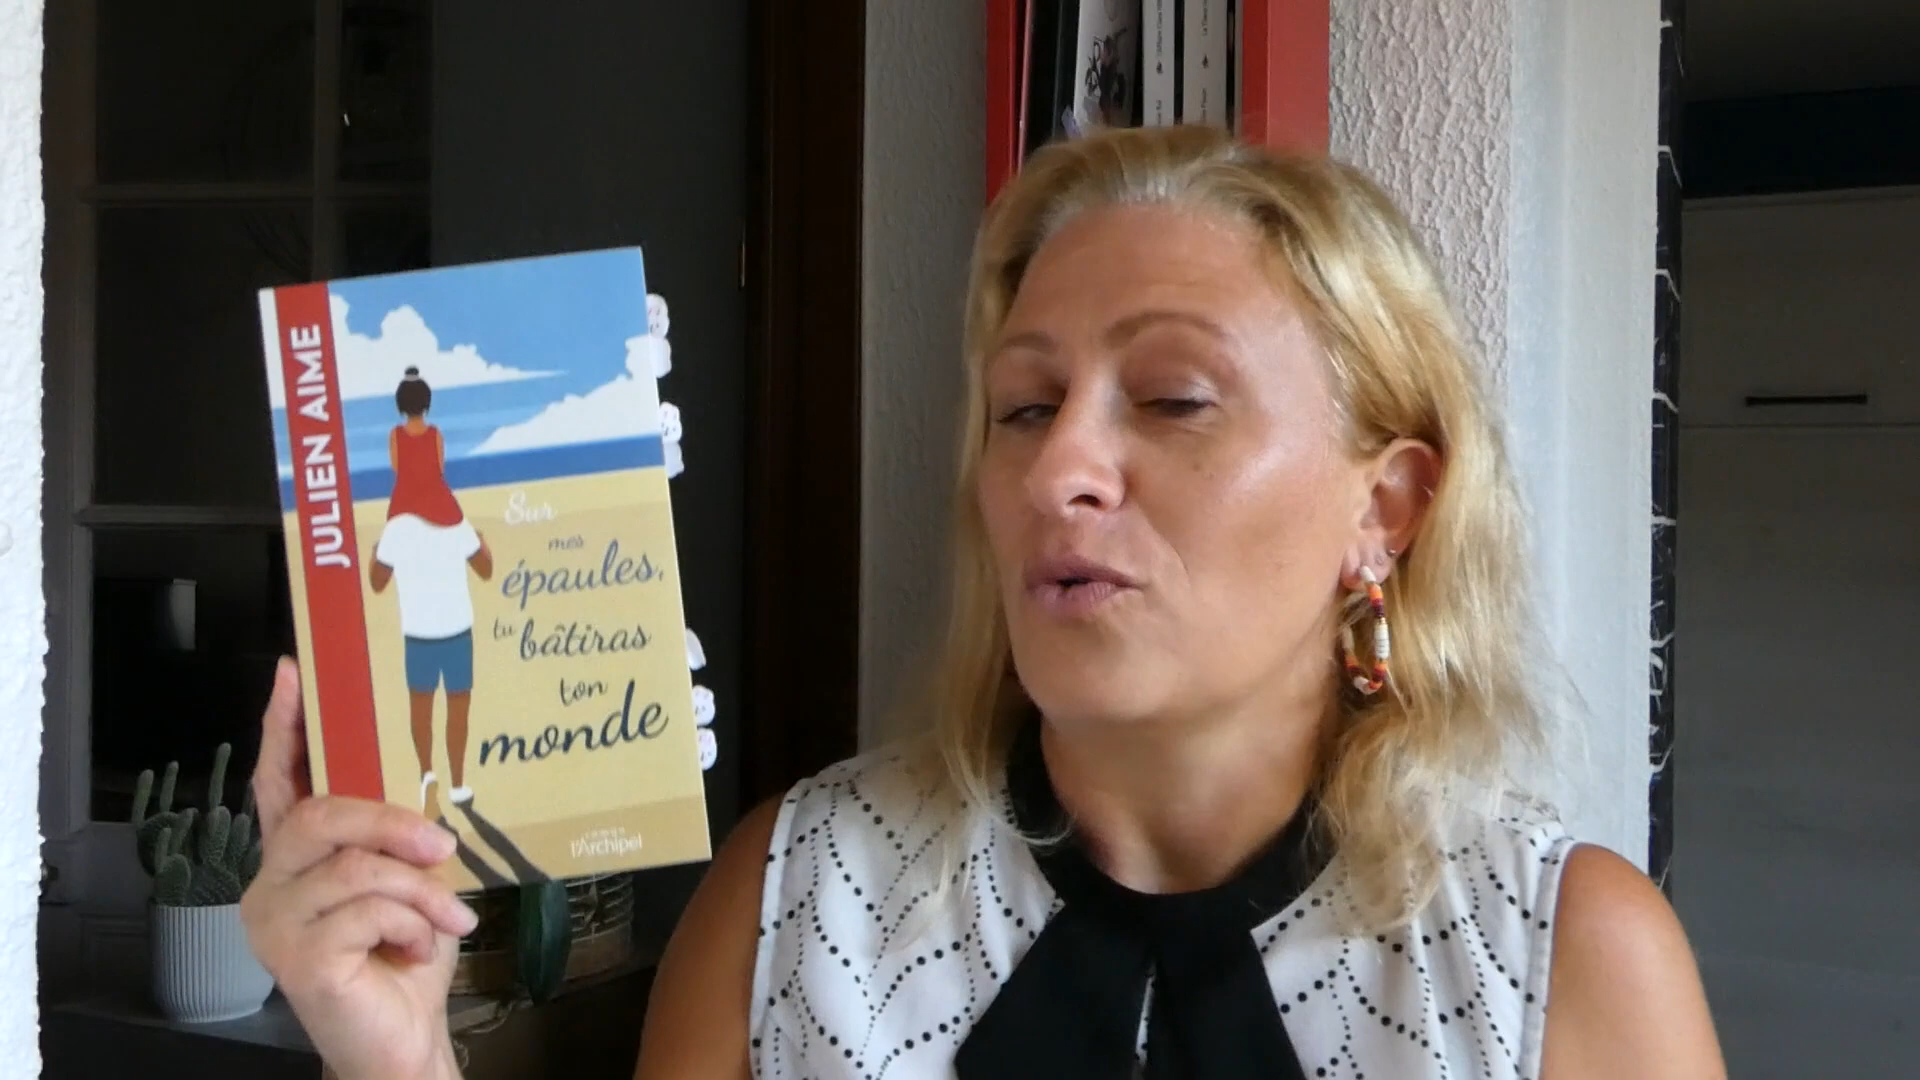 JULIEN AIME
Sur
mes
épaules,
tu bâtiras
ton
monde
l'Archipel